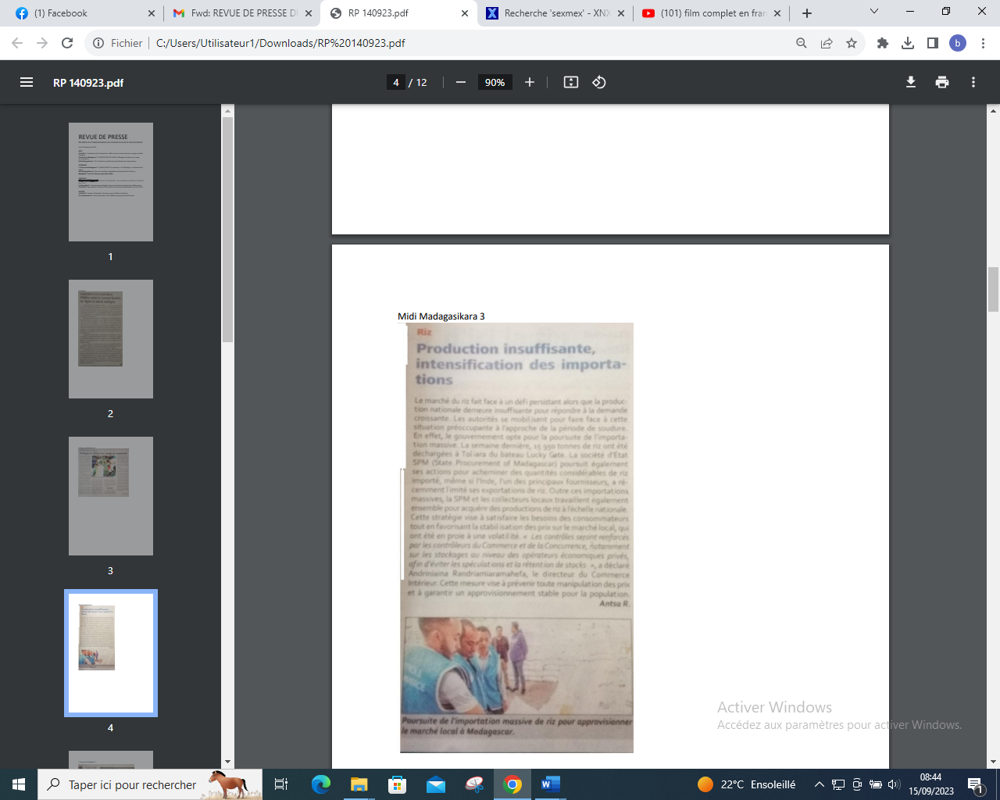 (1) Facebook
Fwd: REVUE DE PRESSE D
RP 140923.pdf
Recherche 'sexmex' - XNX
(101) film complet en fran
Fichier
C:/Users/Utilisateur1/Downloads/RP%20140923.pdf
b
RP 140923.pdf
4 / 12
90%
REVUE DE PRESSE
1
2
3
4
Midi Madagasikara 3
Riz
Production insuffisante,
intensification des importa-
tions
Le marché du riz fait face à un défi persistant alors que la produc-
tion nationale demeure insuffisante pour répondre à la demande
croissante. Les autorités se mobilisent pour faire face à cette
situation préoccupante à l'approche de la période de soudure.
En effet, le gouvernement opte pour la poursuite de l'importa-
tion massive. La semaine dernière, 15 950 tonnes de riz ont été
déchargées à Toliara du bateau Lucky Gate. La société d'Etat
SPM (State Procurement of Madagascar) poursuit également
ses actions pour acheminer des quantités considérables de riz
importé, même si l'Inde, l'un des principaux fournisseurs, a ré-
cemment limité ses exportations de riz. Outre ces importations
massives, la SPM et les collecteurs locaux travaillent également
ensemble pour acquérir des productions de riz à l'échelle nationale.
Cette stratégie vise à satisfaire les besoins des consommateurs
tout en favorisant la stabilisation des prix sur le marché local, qui
ont été en proie à une volatilité. « Les contrôles seront renforcés
par les contrôleurs du Commerce et de la Concurrence, notamment
sur les stockages au niveau des opérateurs économiques privés,
afin d'éviter les spéculations et la rétention de stocks », a déclaré
Andriniaina Randriamiaramahefa, le directeur du Commerce
Intérieur. Cette mesure vise à prévenir toute manipulation des prix
et à garantir un approvisionnement stable pour la population.
Antsa R.
Poursuite de l'importation massive de riz pour approvisionner
le marché local à Madagascar.
Activer Windows
Accédez aux paramètres pour activer Windows.
Taper ici pour rechercher
22°C Ensoleillé
08:44
15/09/2023
1